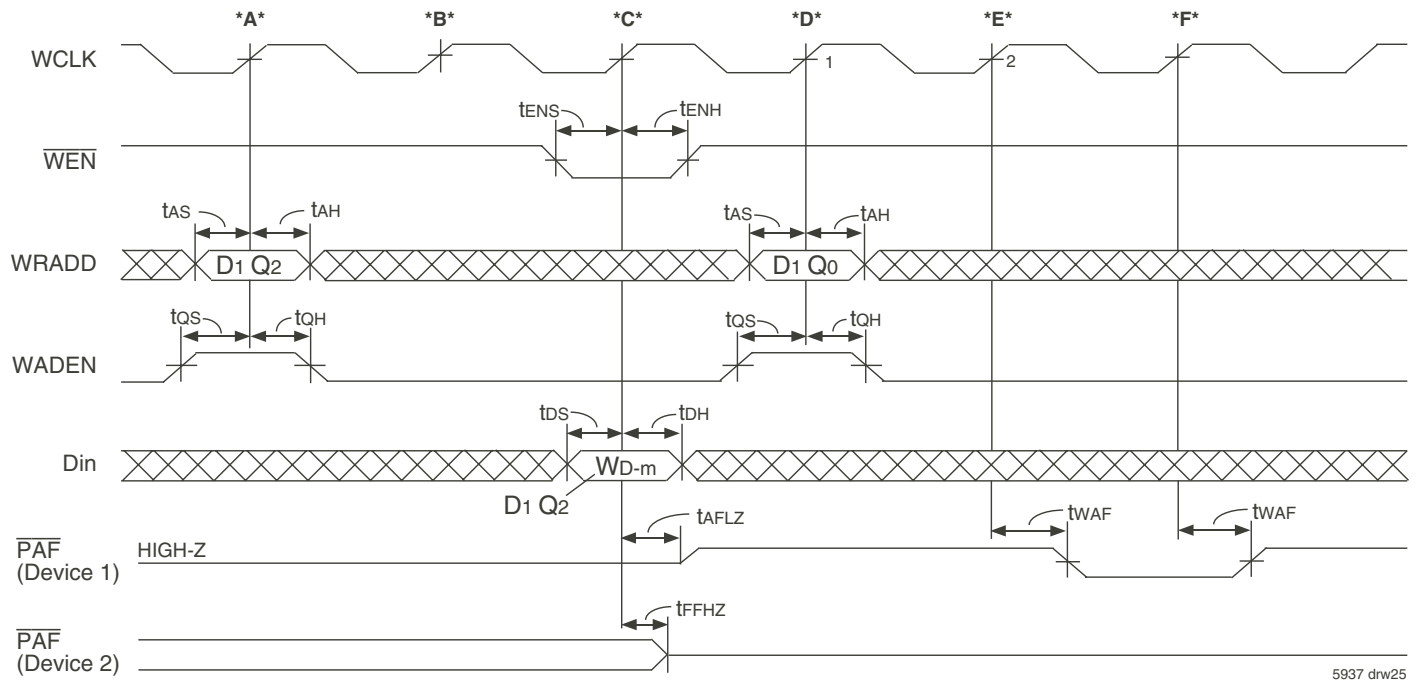 *A* *B* *C* *D* *E* *F*
WCLK
1 2
tENS tENH
WEN
tAS tAH tAS tAH
WRADD D1 Q2 D1 Q0
tQS tQH tQS tQH
WADEN
tDS tDH
Din WD-m
D1 Q2
tAFLZ tWAF tWAF
PAF HIGH-Z
(Device 1)
tFFHZ
PAF
(Device 2)
5937 drw25